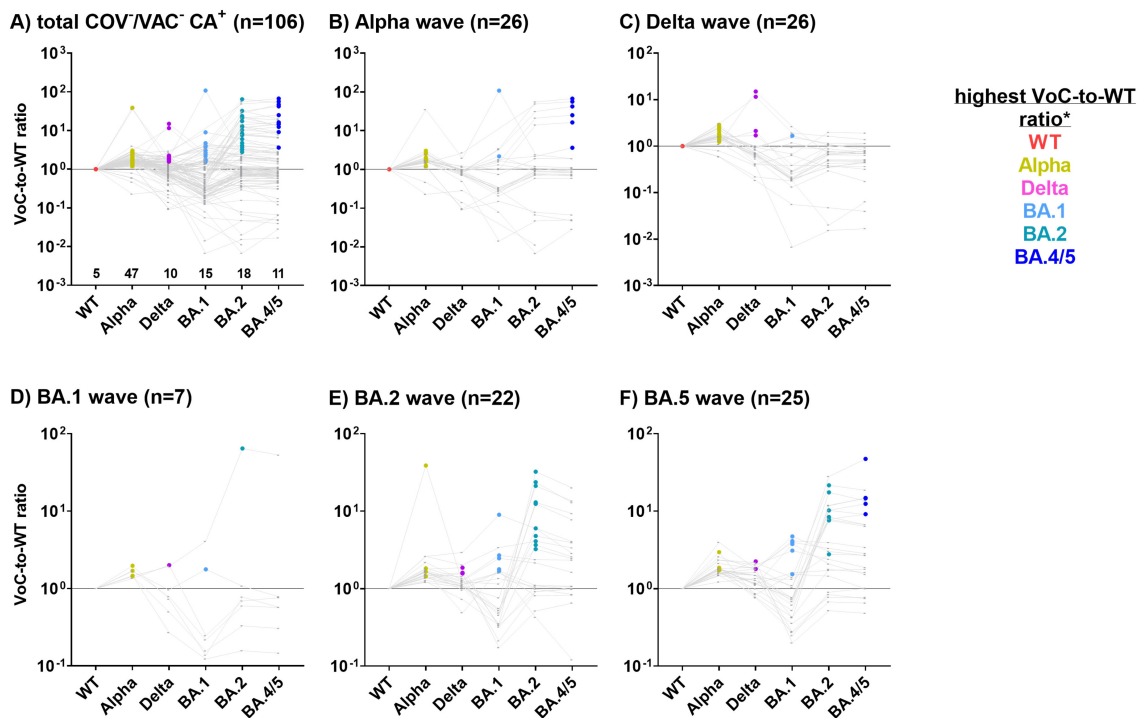 A) total COV⁻/VAC⁻ CA⁺ (n=106)
VoC-to-WT ratio
10³
10²
10¹
10⁰
10⁻¹
10⁻²
10⁻³
5 47 10 15 18 11
WT Alpha Delta BA.1 BA.2 BA.4/5
B) Alpha wave (n=26)
10³
10²
10¹
10⁰
10⁻¹
10⁻²
10⁻³
WT Alpha Delta BA.1 BA.2 BA.4/5
C) Delta wave (n=26)
10²
10¹
10⁰
10⁻¹
10⁻²
10⁻³
WT Alpha Delta BA.1 BA.2 BA.4/5
highest VoC-to-WT
ratio*
WT
Alpha
Delta
BA.1
BA.2
BA.4/5
D) BA.1 wave (n=7)
VoC-to-WT ratio
10²
10¹
10⁰
10⁻¹
WT Alpha Delta BA.1 BA.2 BA.4/5
E) BA.2 wave (n=22)
10²
10¹
10⁰
10⁻¹
WT Alpha Delta BA.1 BA.2 BA.4/5
F) BA.5 wave (n=25)
10²
10¹
10⁰
10⁻¹
WT Alpha Delta BA.1 BA.2 BA.4/5